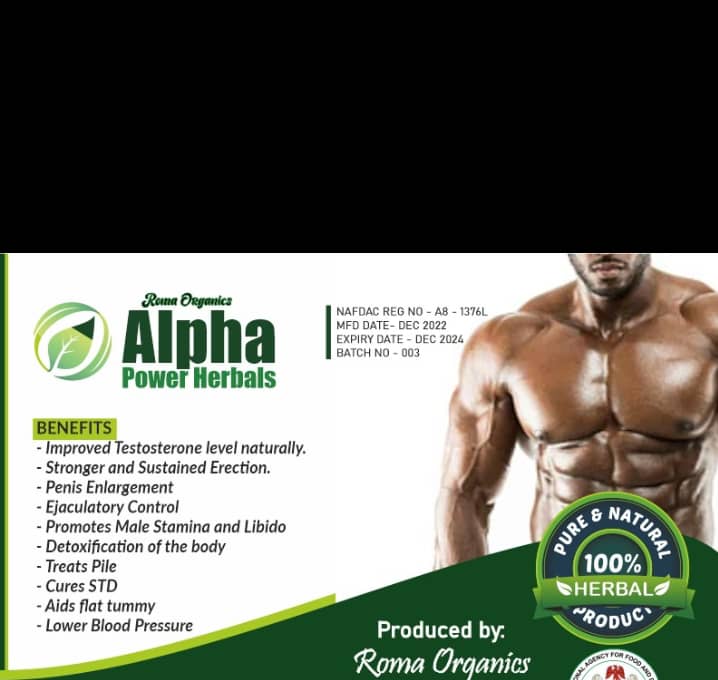 Roma Organics
Alpha
Power Herbals
NAFDAC REG NO - A8 - 1376L
MFD DATE- DEC 2022
EXPIRY DATE - DEC 2024
BATCH NO - 003
BENEFITS
- Improved Testosterone level naturally.
- Stronger and Sustained Erection.
- Penis Enlargement
- Ejaculatory Control
- Promotes Male Stamina and Libido
- Detoxification of the body
- Treats Pile
- Cures STD
- Aids flat tummy
- Lower Blood Pressure
PURE & NATURAL
100%
HERBAL
PRODUCT
Produced by:
Roma Organics
AGENCY FOR FOOD